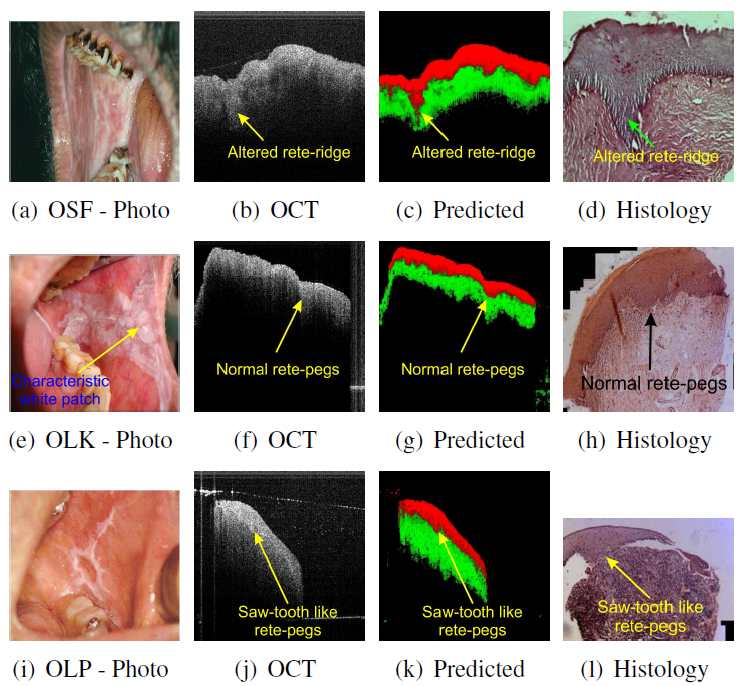 Altered rete-ridge
Altered rete-ridge
Altered rete-ridge
(a) OSF - Photo
(b) OCT
(c) Predicted
(d) Histology
Characteristic
white patch
Normal rete-pegs
Normal rete-pegs
Normal rete-pegs
(e) OLK - Photo
(f) OCT
(g) Predicted
(h) Histology
Saw-tooth like
rete-pegs
Saw-tooth like
rete-pegs
Saw-tooth like
rete-pegs
(i) OLP - Photo
(j) OCT
(k) Predicted
(l) Histology